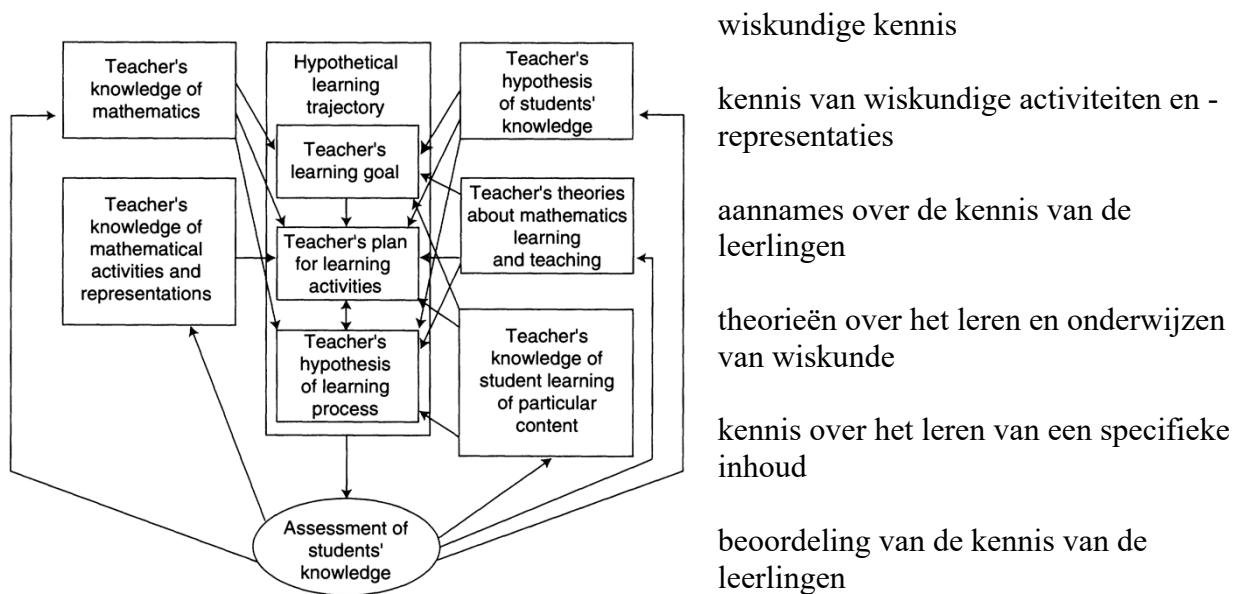 Teacher's
knowledge of
mathematics
Hypothetical
learning
trajectory
Teacher's
hypothesis
of students'
knowledge
Teacher's
learning goal
Teacher's
knowledge of
mathematical
activities and
representations
Teacher's plan
for learning
activities
Teacher's theories
about mathematics
learning
and teaching
Teacher's
hypothesis
of learning
process
Teacher's
knowledge of
student learning
of particular
content
Assessment of
students'
knowledge
wiskundige kennis
kennis van wiskundige activiteiten en -
representaties
aannames over de kennis van de
leerlingen
theorieën over het leren en onderwijzen
van wiskunde
kennis over het leren van een specifieke
inhoud
beoordeling van de kennis van de
leerlingen